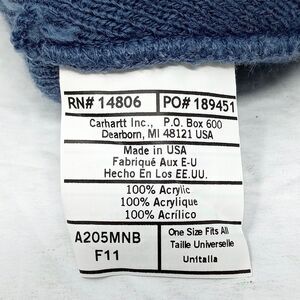 RN# 14806 PO# 189451
Carhartt Inc., P.O. Box 600
Dearborn, MI 48121 USA
Made in USA
Fabriqué Aux E-U
Hecho En Los EE.UU.
100% Acrylic
100% Acrylique
100% Acrílico
A205MNB
F11
One Size Fits All
Taille Universelle
Unitalla